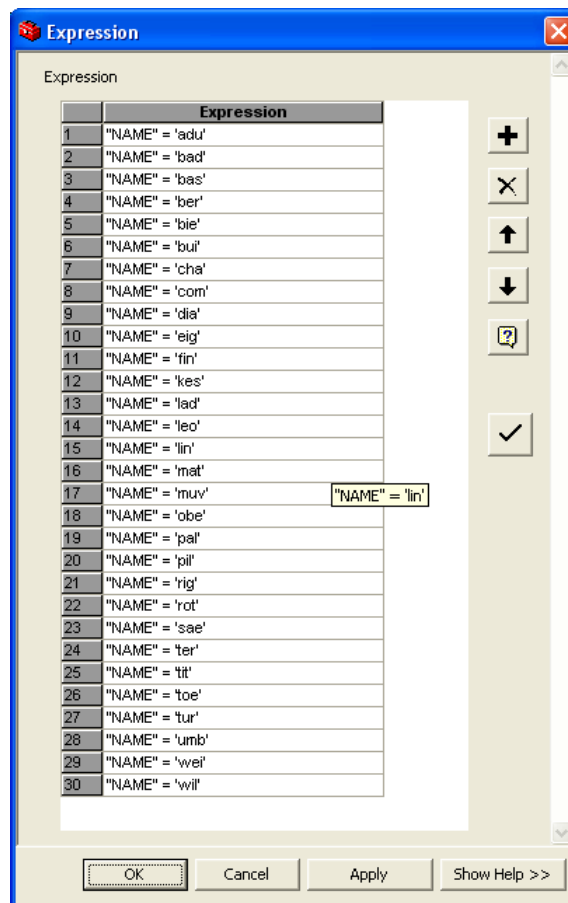 Expression
Expression
Expression
1 "NAME" = 'adu'
2 "NAME" = 'bad'
3 "NAME" = 'bas'
4 "NAME" = 'ber'
5 "NAME" = 'bie'
6 "NAME" = 'bui'
7 "NAME" = 'cha'
8 "NAME" = 'com'
9 "NAME" = 'dia'
10 "NAME" = 'eig'
11 "NAME" = 'fin'
12 "NAME" = 'kes'
13 "NAME" = 'lad'
14 "NAME" = 'leo'
15 "NAME" = 'lin'
16 "NAME" = 'mat'
17 "NAME" = 'muv' "NAME" = 'lin'
18 "NAME" = 'obe'
19 "NAME" = 'pal'
20 "NAME" = 'pil'
21 "NAME" = 'rig'
22 "NAME" = 'rot'
23 "NAME" = 'sae'
24 "NAME" = 'ter'
25 "NAME" = 'tit'
26 "NAME" = 'toe'
27 "NAME" = 'tur'
28 "NAME" = 'umb'
29 "NAME" = 'wei'
30 "NAME" = 'wil'
OK Cancel Apply Show Help >>